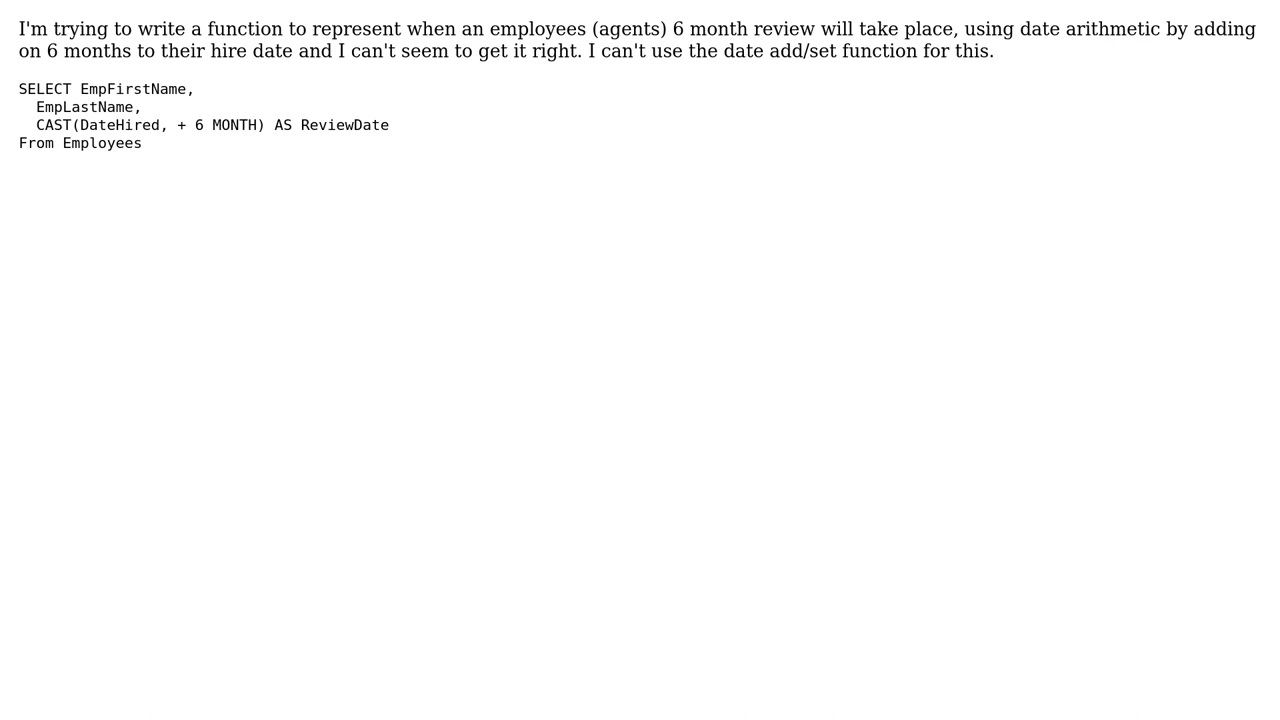 I'm trying to write a function to represent when an employees (agents) 6 month review will take place, using date arithmetic by adding
on 6 months to their hire date and I can't seem to get it right. I can't use the date add/set function for this.
SELECT EmpFirstName,
  EmpLastName,
  CAST(DateHired, + 6 MONTH) AS ReviewDate
From Employees